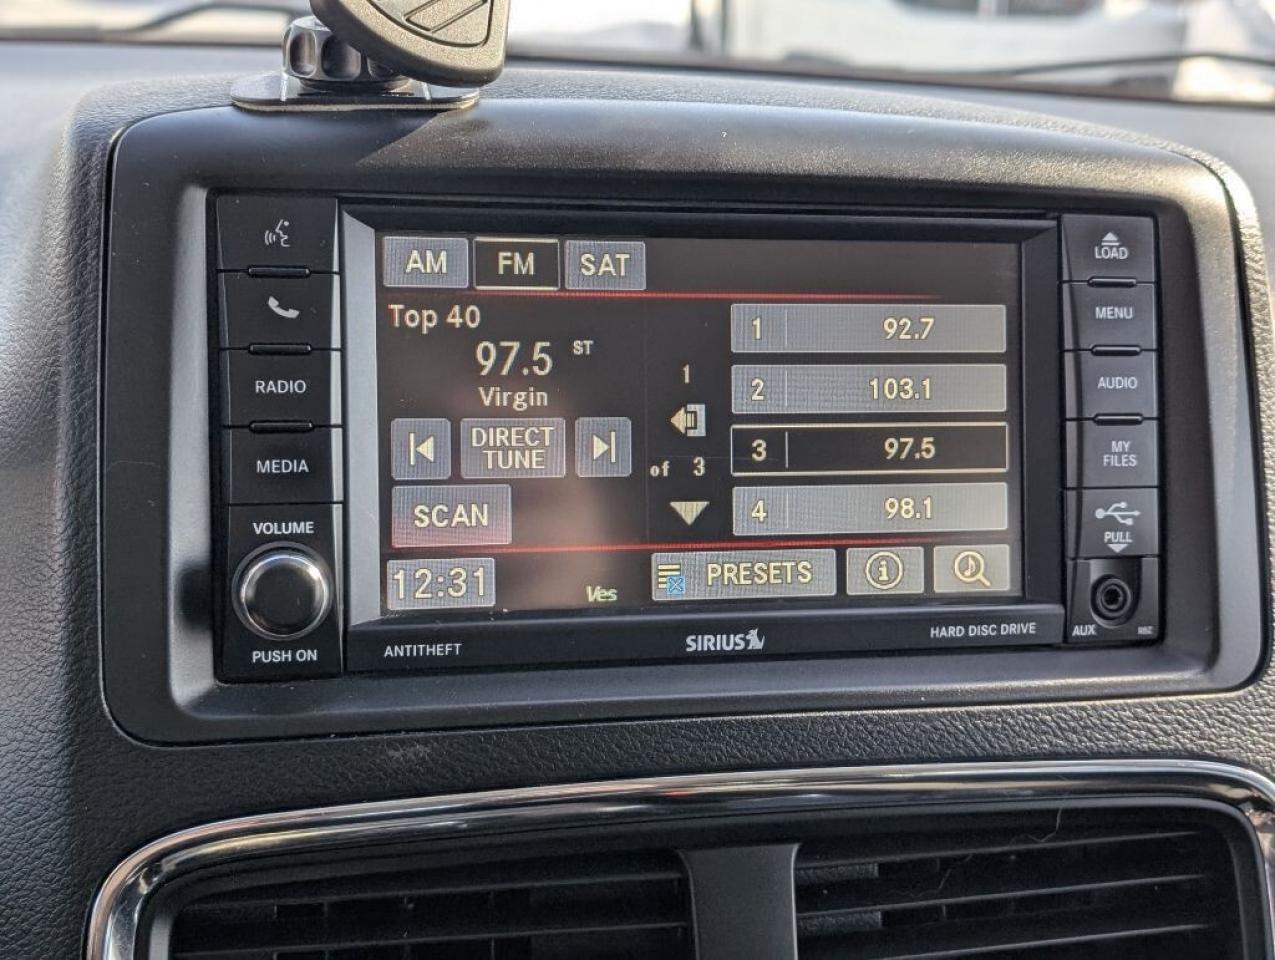 AM FM SAT
Top 40
97.5 ST
Virgin
DIRECT
TUNE
SCAN
12:31
Ves
1
of 3
1 92.7
2 103.1
3 97.5
4 98.1
PRESETS
i
RADIO
MEDIA
VOLUME
PUSH ON
LOAD
MENU
AUDIO
MY
FILES
PULL
AUX RBZ
ANTITHEFT
SIRIUS
HARD DISC DRIVE